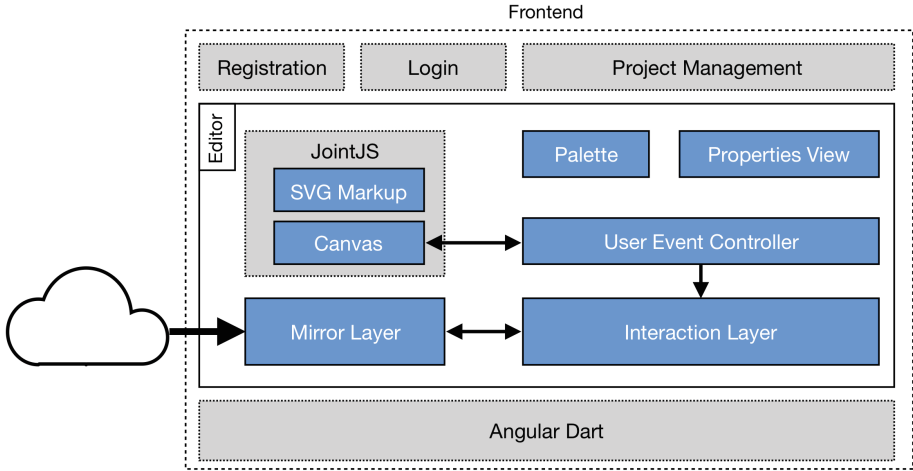 Frontend
Registration
Login
Project Management
Editor
JointJS
SVG Markup
Canvas
Palette
Properties View
User Event Controller
Mirror Layer
Interaction Layer
Angular Dart